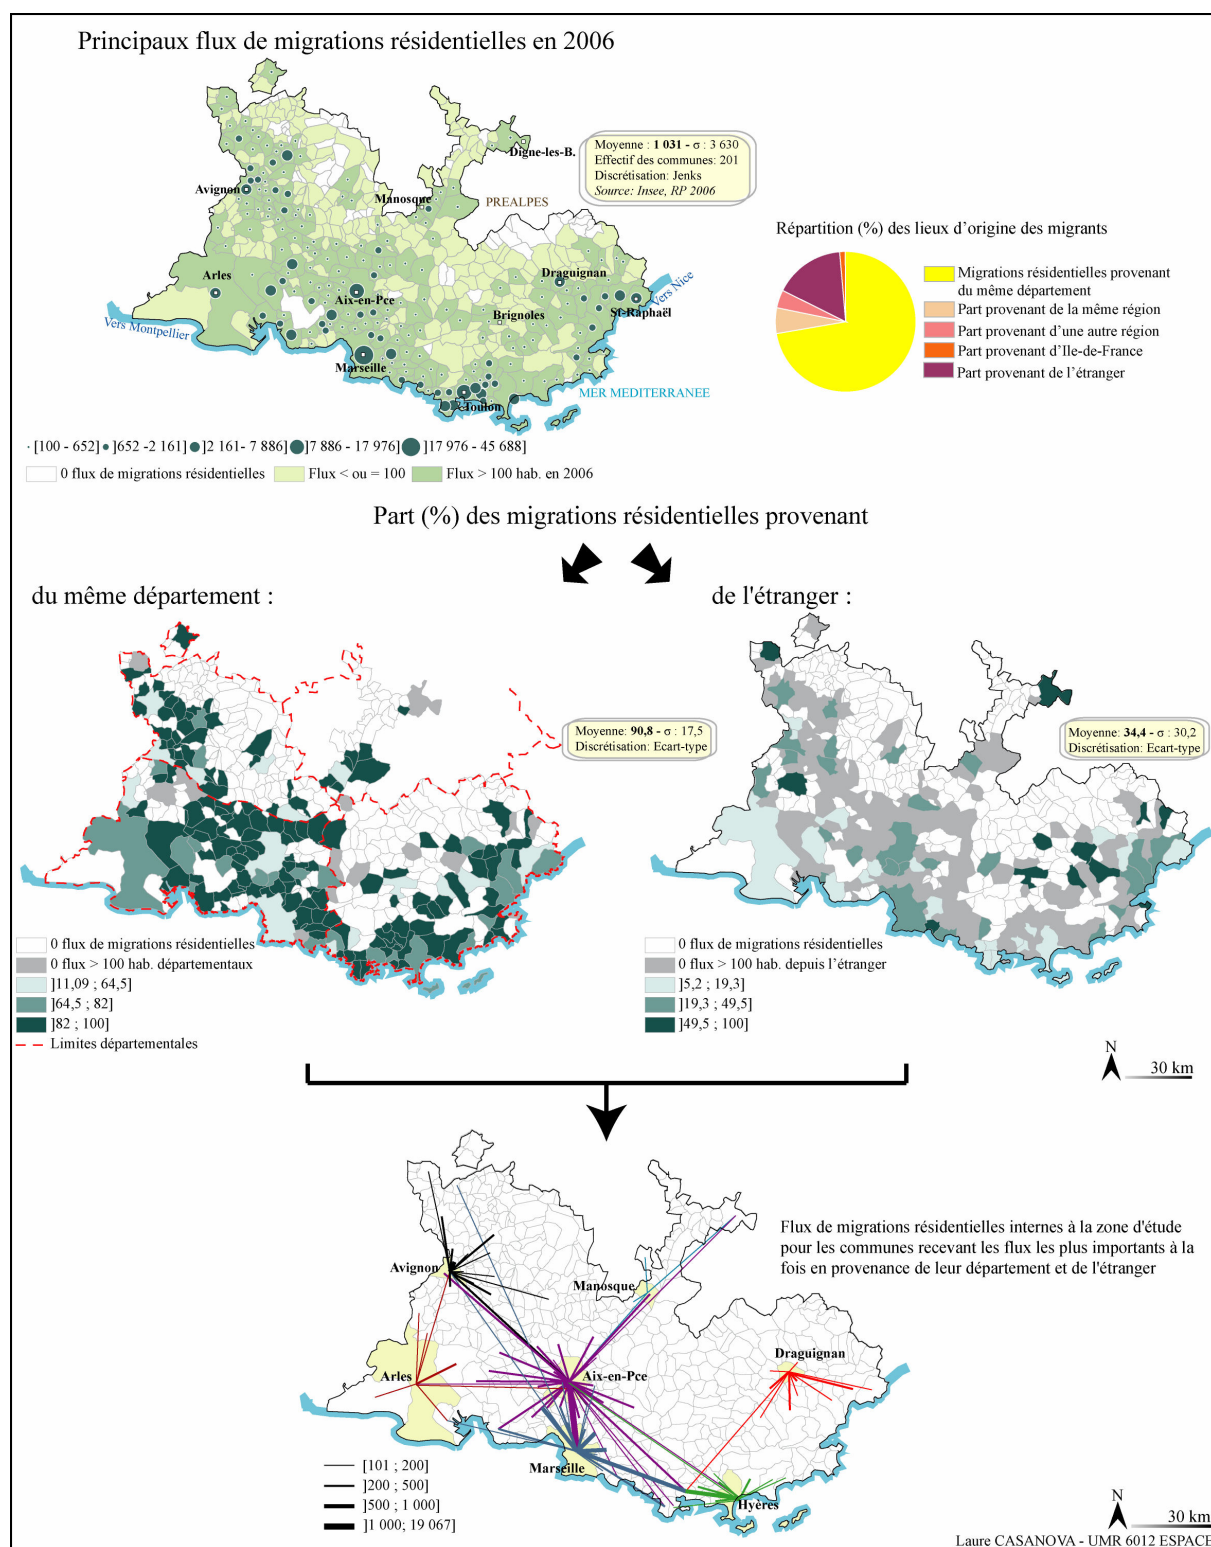 Principaux flux de migrations résidentielles en 2006
Digne-les-B.
Moyenne : 1 031 - σ : 3 630
Effectif des communes: 201
Discrétisation: Jenks
Source: Insee, RP 2006
Avignon
Manosque
PREALPES
Répartition (%) des lieux d'origine des migrants
Arles
Draguignan
Vers Nice
Migrations résidentielles provenant
du même département
Part provenant de la même région
Part provenant d'une autre région
Part provenant d'Ile-de-France
Part provenant de l'étranger
Aix-en-Pce
Brignoles
St-Raphaël
Vers Montpellier
Marseille
MER MEDITERRANEE
Toulon
[100 - 652] ]652 -2 161] ]2 161- 7 886] ]7 886 - 17 976] ]17 976 - 45 688]
0 flux de migrations résidentielles Flux < ou = 100 Flux > 100 hab. en 2006
Part (%) des migrations résidentielles provenant
du même département :
de l'étranger :
Moyenne: 90,8 - σ : 17,5
Discrétisation: Ecart-type
Moyenne: 34,4 - σ : 30,2
Discrétisation: Ecart-type
0 flux de migrations résidentielles
0 flux > 100 hab. départementaux
]11,09 ; 64,5]
]64,5 ; 82]
]82 ; 100]
Limites départementales
0 flux de migrations résidentielles
0 flux > 100 hab. depuis l'étranger
]5,2 ; 19,3]
]19,3 ; 49,5]
]49,5 ; 100]
N
30 km
Flux de migrations résidentielles internes à la zone d'étude
pour les communes recevant les flux les plus importants à la
fois en provenance de leur département et de l'étranger
Avignon
Manosque
Draguignan
Arles
Aix-en-Pce
Marseille
Hyères
[101 ; 200]
]200 ; 500]
]500 ; 1 000]
]1 000; 19 067]
N
30 km
Laure CASANOVA - UMR 6012 ESPACE